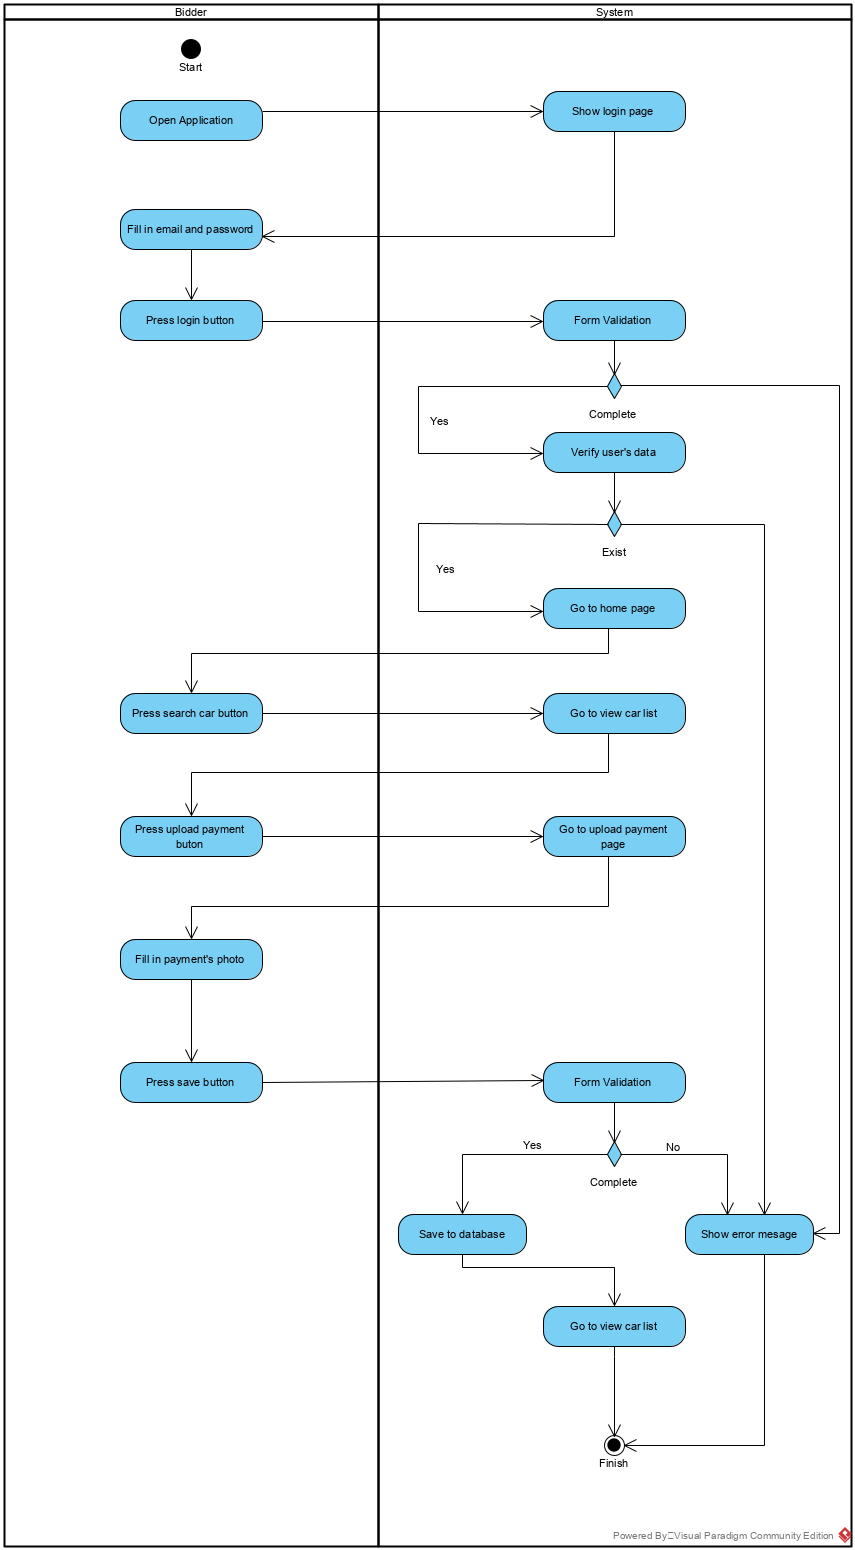 Bidder
System
Start
Open Application
Show login page
Fill in email and password
Press login button
Form Validation
Complete
Yes
Verify user's data
Exist
Yes
Go to home page
Press search car button
Go to view car list
Press upload payment
buton
Go to upload payment
page
Fill in payment's photo
Press save button
Form Validation
Yes
No
Complete
Save to database
Show error mesage
Go to view car list
Finish
Powered By Visual Paradigm Community Edition